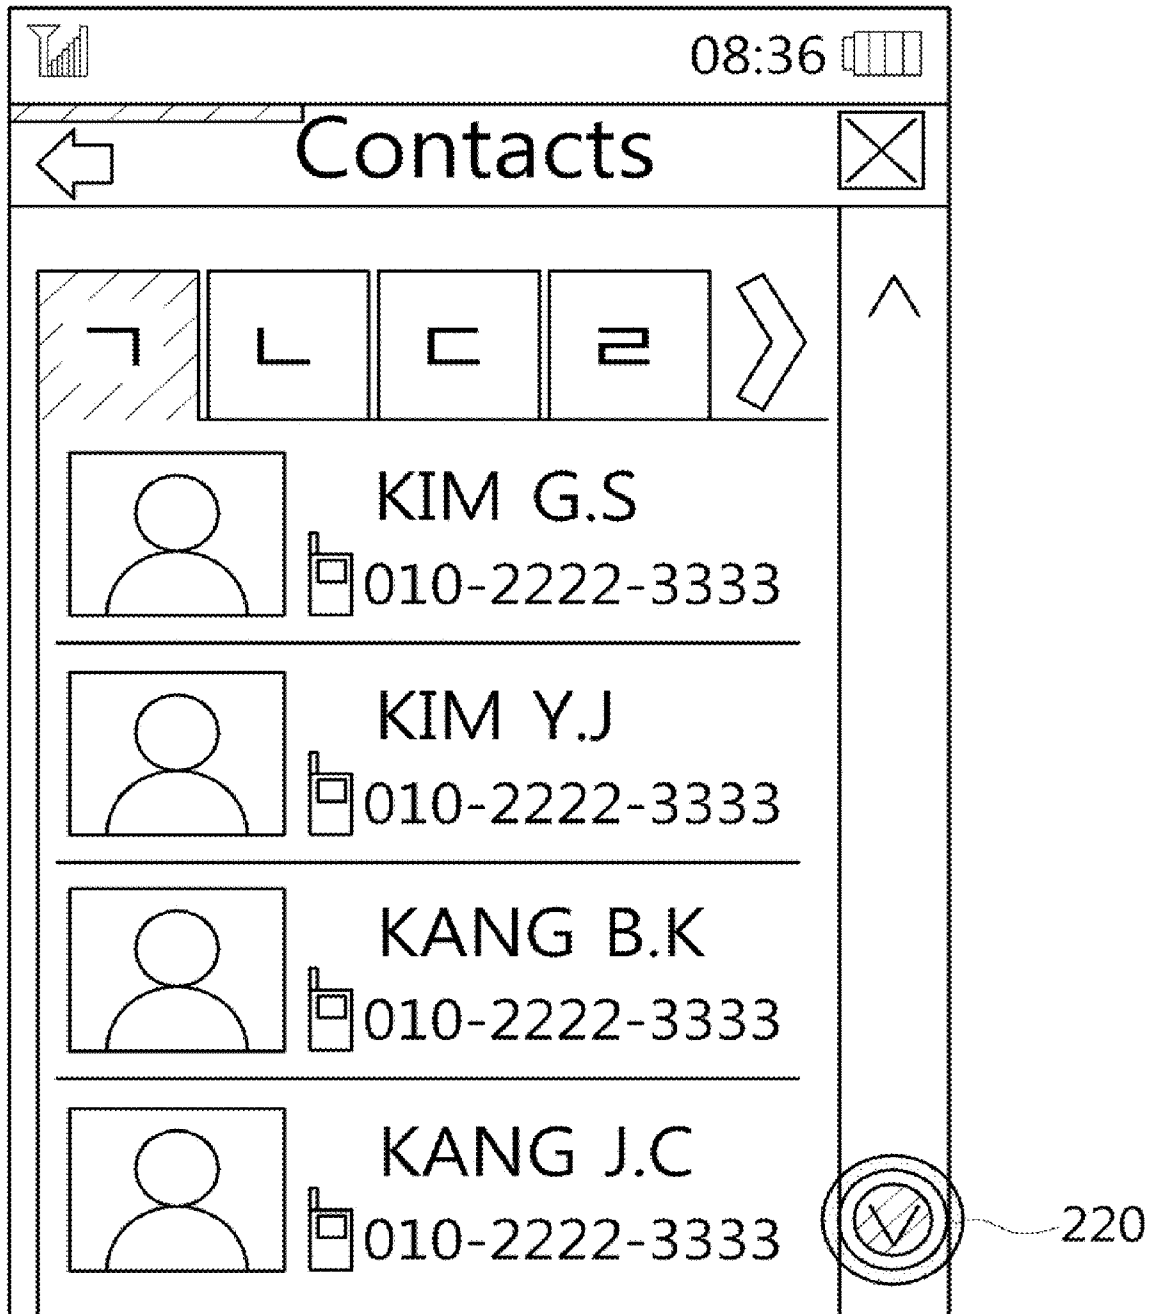 08:36
Contacts
ㄱ ㄴ ㄷ ㄹ
KIM G.S
010-2222-3333
KIM Y.J
010-2222-3333
KANG B.K
010-2222-3333
KANG J.C
010-2222-3333
220